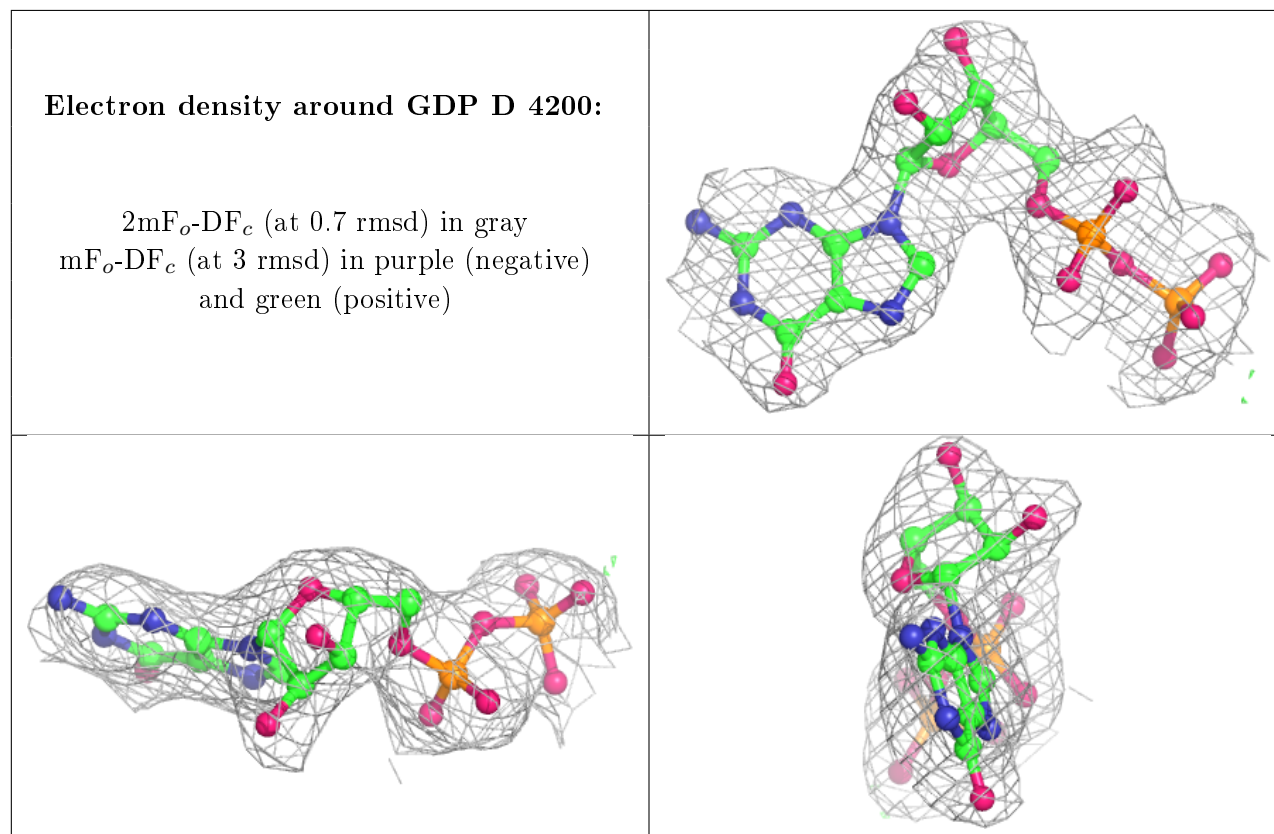 Electron density around GDP D 4200:
2mFo-DFc (at 0.7 rmsd) in gray
mFo-DFc (at 3 rmsd) in purple (negative)
and green (positive)